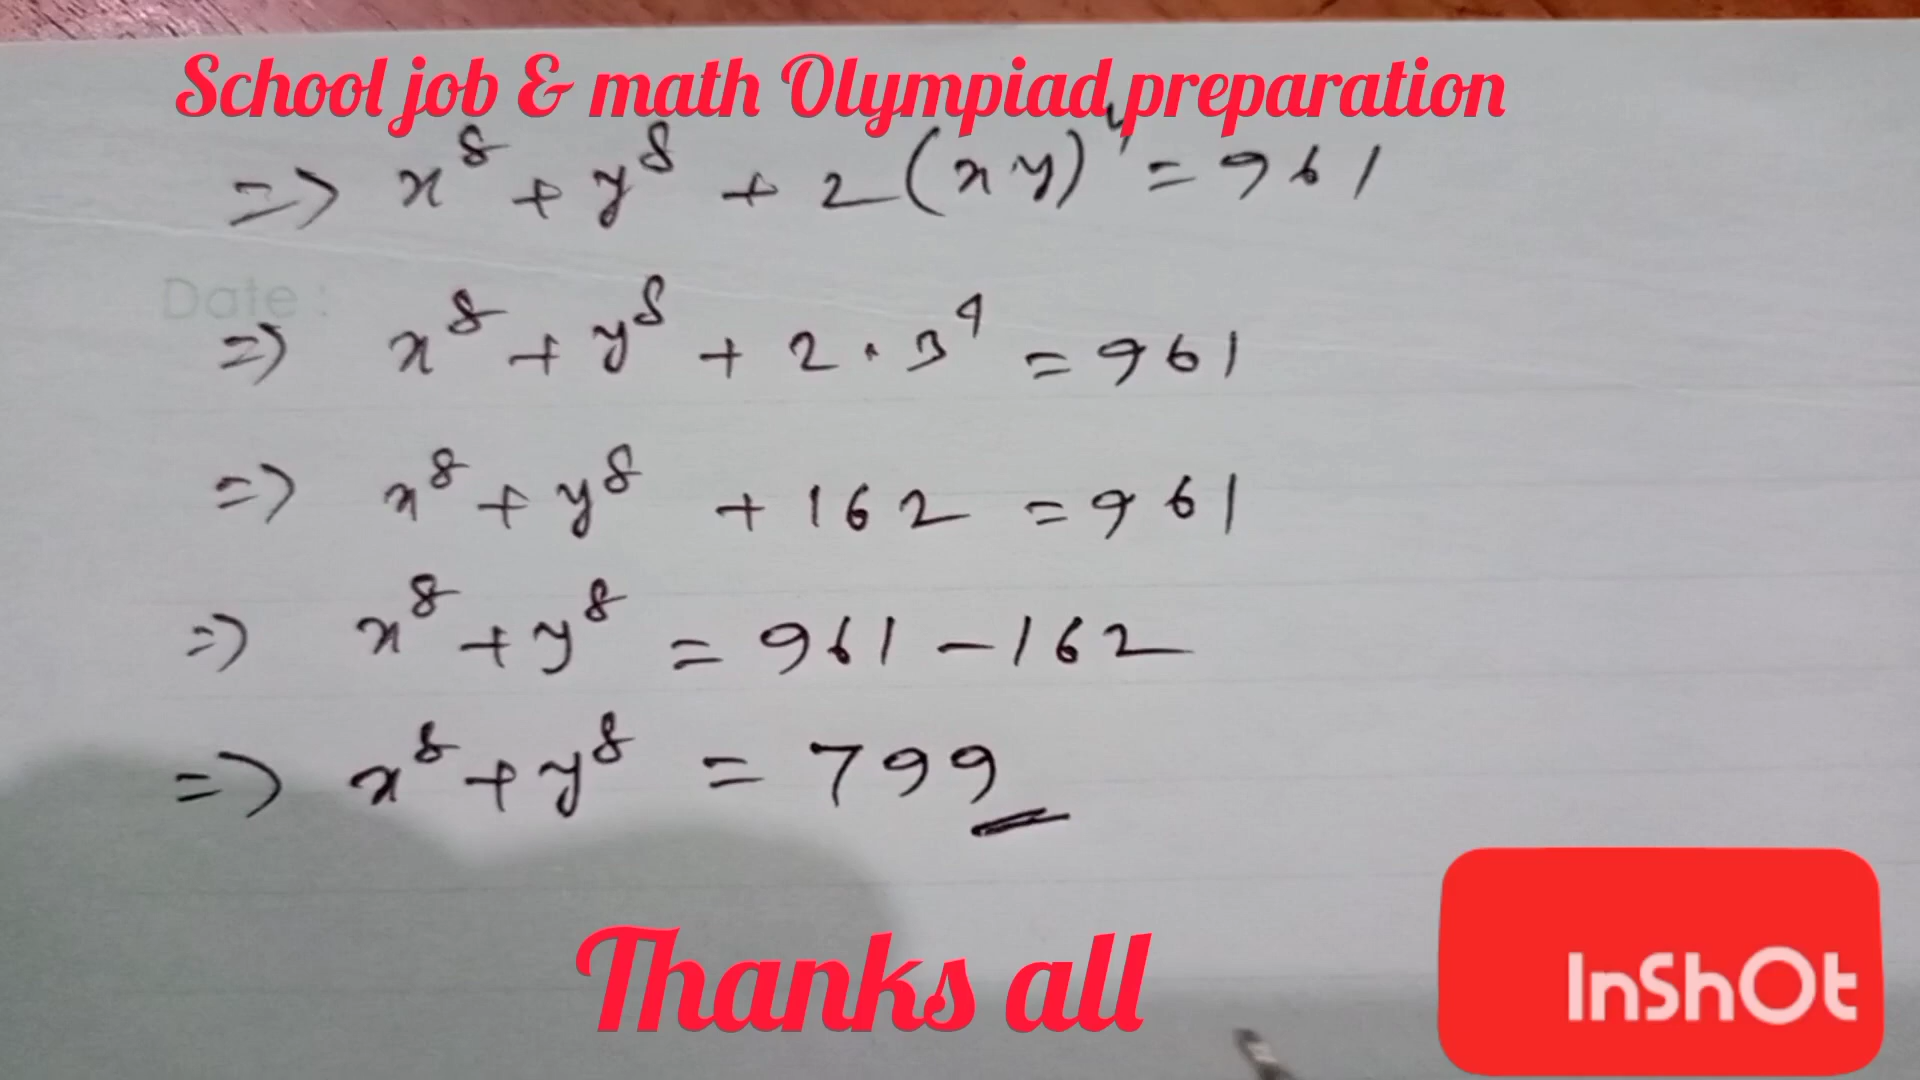 School job & math Olympiad preparation
=> x⁸ + y⁸ + 2(xy)⁴ = 961
Date :
=> x⁸ + y⁸ + 2 · 3⁴ = 961
=> x⁸ + y⁸ + 162 = 961
=> x⁸ + y⁸ = 961 - 162
=> x⁸ + y⁸ = 799
Thanks all
InShOt